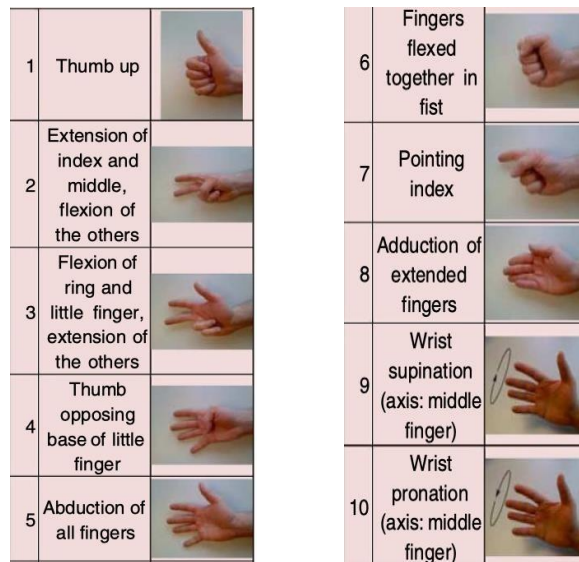 1 Thumb up
2 Extension of
index and
middle,
flexion of
the others
3 Flexion of
ring and
little finger,
extension of
the others
4 Thumb
opposing
base of little
finger
5 Abduction of
all fingers
6 Fingers
flexed
together in
fist
7 Pointing
index
8 Adduction of
extended
fingers
9 Wrist
supination
(axis: middle
finger)
10 Wrist
pronation
(axis: middle
finger)